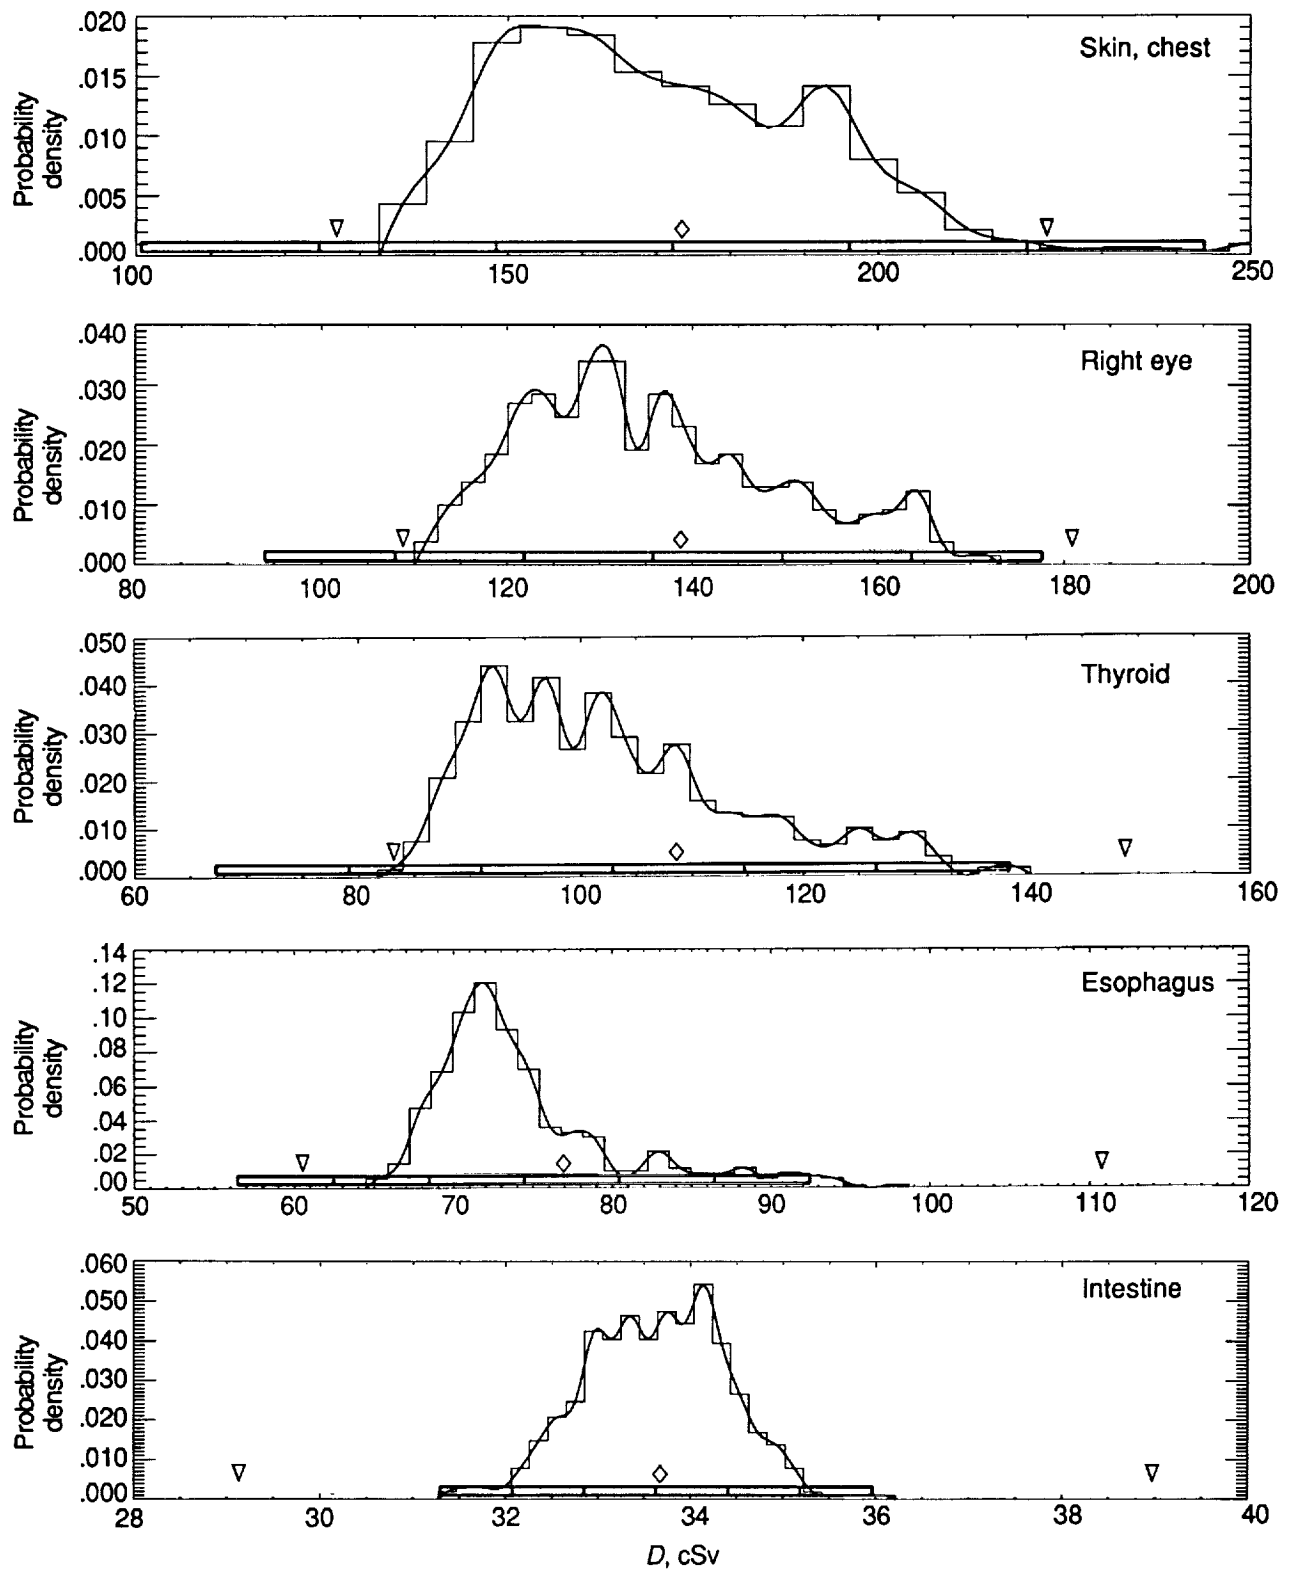 Skin, chest
Probability
density
.020
.015
.010
.005
.000
100 150 200 250
Right eye
Probability
density
.040
.030
.020
.010
.000
80 100 120 140 160 180 200
Thyroid
Probability
density
.050
.040
.030
.020
.010
.000
60 80 100 120 140 160
Esophagus
Probability
density
.14
.12
.10
.08
.06
.04
.02
.00
50 60 70 80 90 100 110 120
Intestine
Probability
density
.060
.050
.040
.030
.020
.010
.000
28 30 32 34 36 38 40
D, cSv